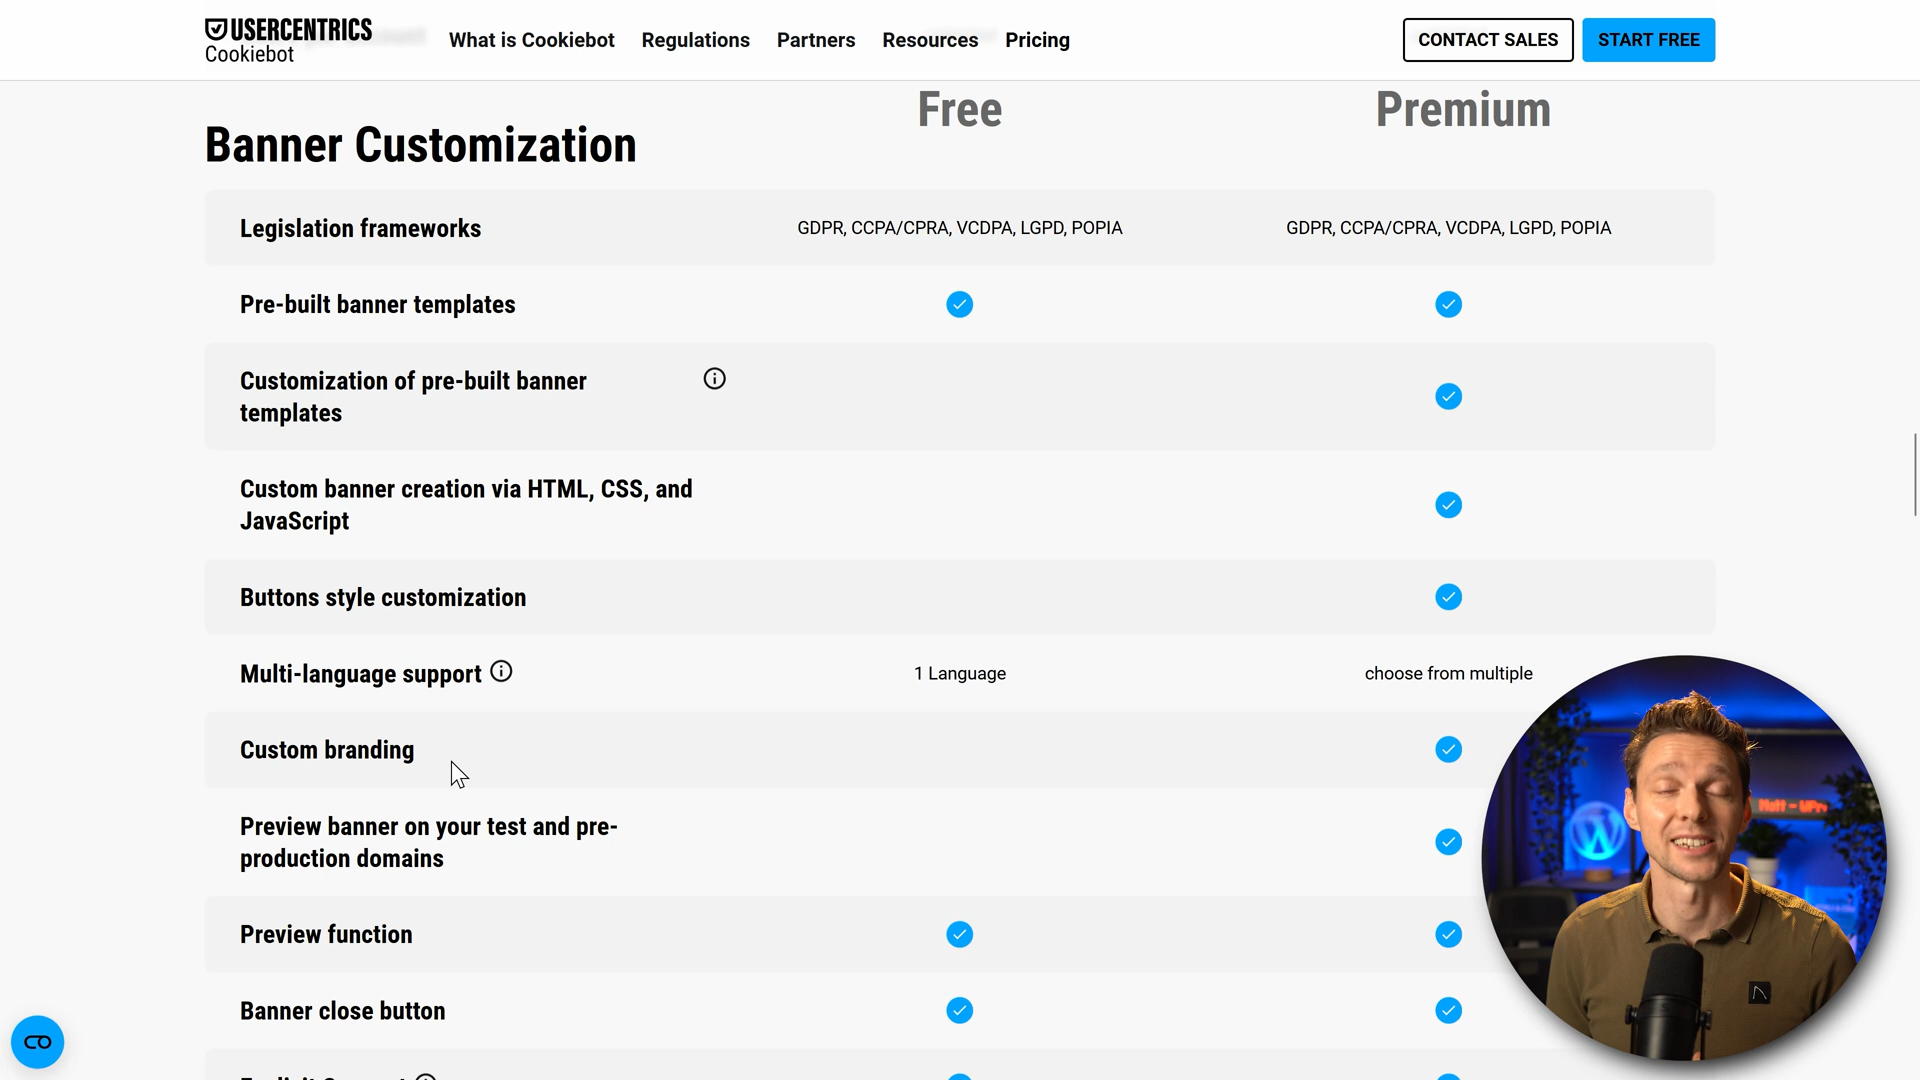 USERCENTRICS
Cookiebot
What is Cookiebot
Regulations
Partners
Resources
Pricing
CONTACT SALES
START FREE
Free
Premium
Banner Customization
Legislation frameworks
GDPR, CCPA/CPRA, VCDPA, LGPD, POPIA
GDPR, CCPA/CPRA, VCDPA, LGPD, POPIA
Pre-built banner templates
Customization of pre-built banner
templates
Custom banner creation via HTML, CSS, and
JavaScript
Buttons style customization
Multi-language support
1 Language
choose from multiple
Custom branding
Preview banner on your test and pre-
production domains
Preview function
Banner close button